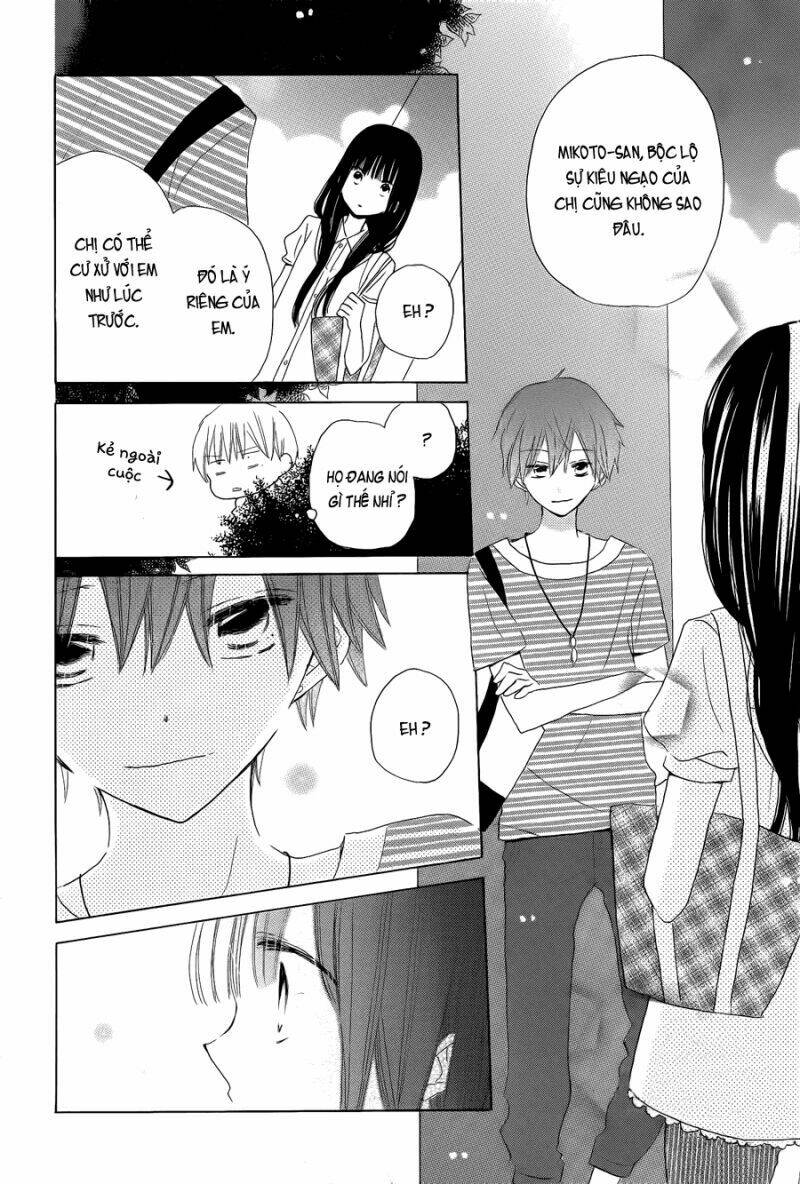 MIKOTO-SAN, BỘC LỘ
SỰ KIÊU NGẠO CỦA
CHỊ CŨNG KHÔNG SAO
ĐÂU.
EH?
ĐÓ LÀ Ý
RIÊNG CỦA
EM.
CHỊ CÓ THỂ
CƯ XỬ VỚI EM
NHƯ LÚC
TRƯỚC.
?
HỌ ĐANG NÓI
GÌ THẾ NHỈ?
Kẻ ngoài
cuộc
EH?